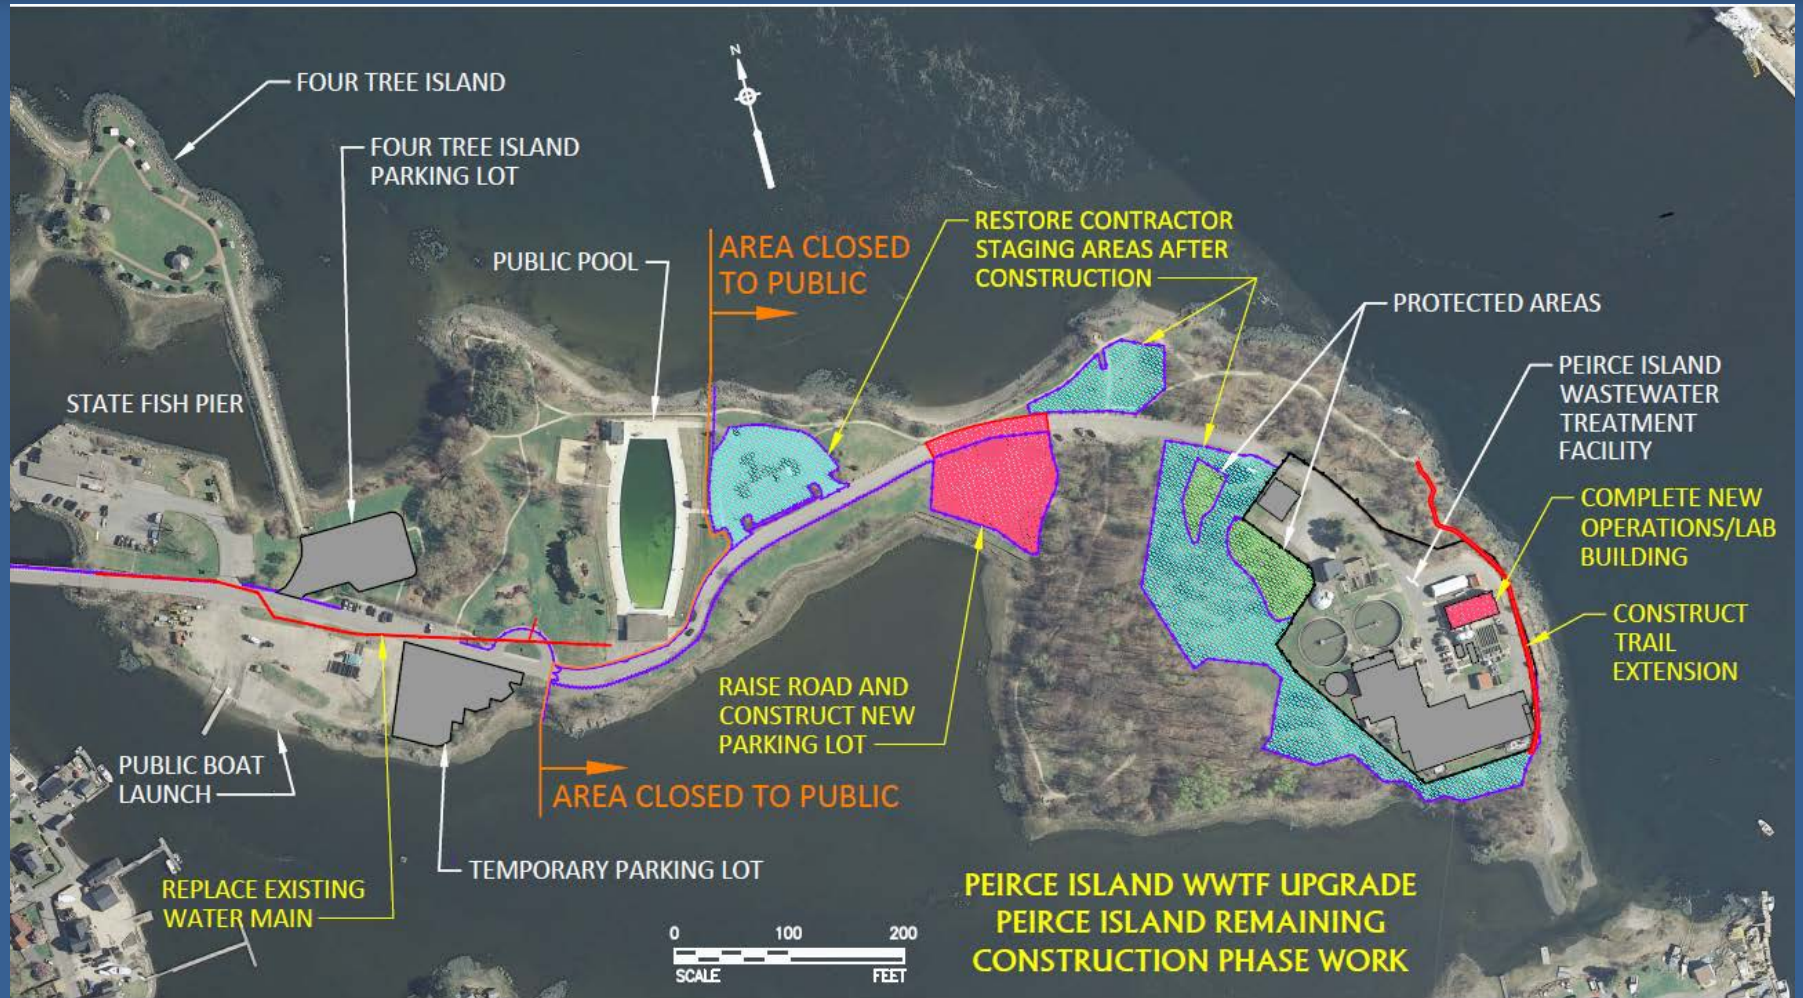 N
FOUR TREE ISLAND
FOUR TREE ISLAND
PARKING LOT
PUBLIC POOL
AREA CLOSED
TO PUBLIC
RESTORE CONTRACTOR
STAGING AREAS AFTER
CONSTRUCTION
PROTECTED AREAS
PEIRCE ISLAND
WASTEWATER
TREATMENT
FACILITY
STATE FISH PIER
COMPLETE NEW
OPERATIONS/LAB
BUILDING
CONSTRUCT
TRAIL
EXTENSION
RAISE ROAD AND
CONSTRUCT NEW
PARKING LOT
PUBLIC BOAT
LAUNCH
AREA CLOSED TO PUBLIC
TEMPORARY PARKING LOT
REPLACE EXISTING
WATER MAIN
0 100 200
SCALE FEET
PEIRCE ISLAND WWTF UPGRADE
PEIRCE ISLAND REMAINING
CONSTRUCTION PHASE WORK